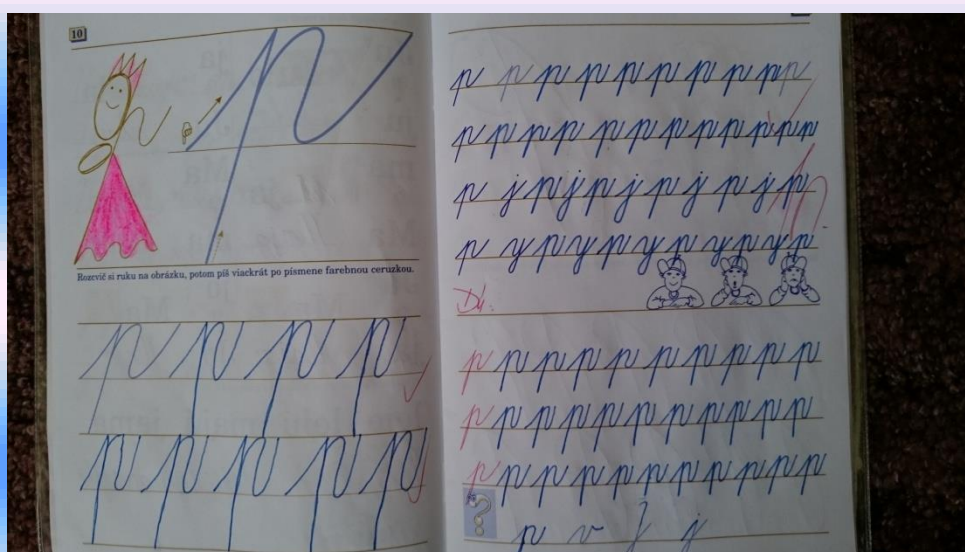 10
p
Rozcvič si ruku na obrázku, potom píš viackrát po písmene farebnou ceruzkou.
p p p p
p p p p p
p p p p p p p p p p
p p p p p p p p p p p p
p j p j p j p j p j p
p y p y p y p y p y p
Dú.
p p p p p p p p p p
p p p p p p p p p p
p p p p p p p p p p p
? p v j